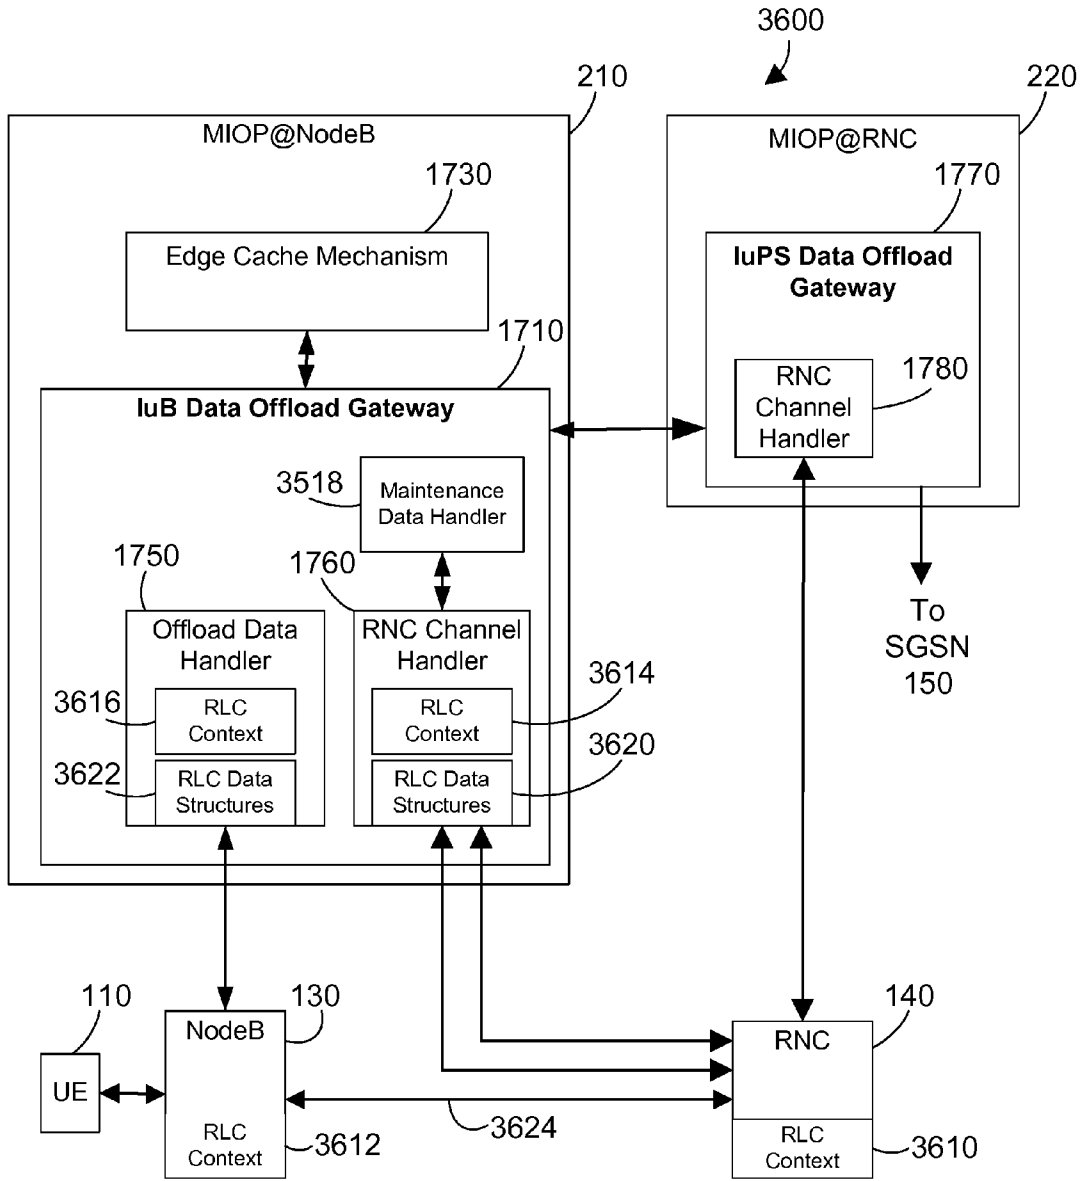 3600
210
220
MIOP@NodeB
MIOP@RNC
1730
1770
Edge Cache Mechanism
IuPS Data Offload
Gateway
1710
IuB Data Offload Gateway
RNC
Channel
Handler
1780
3518
Maintenance
Data Handler
1750
1760
Offload Data
Handler
RNC Channel
Handler
To
SGSN
150
3616
RLC
Context
RLC
Context
3614
3622
RLC Data
Structures
RLC Data
Structures
3620
110
130
140
NodeB
RNC
UE
3624
RLC
Context
3612
RLC
Context
3610